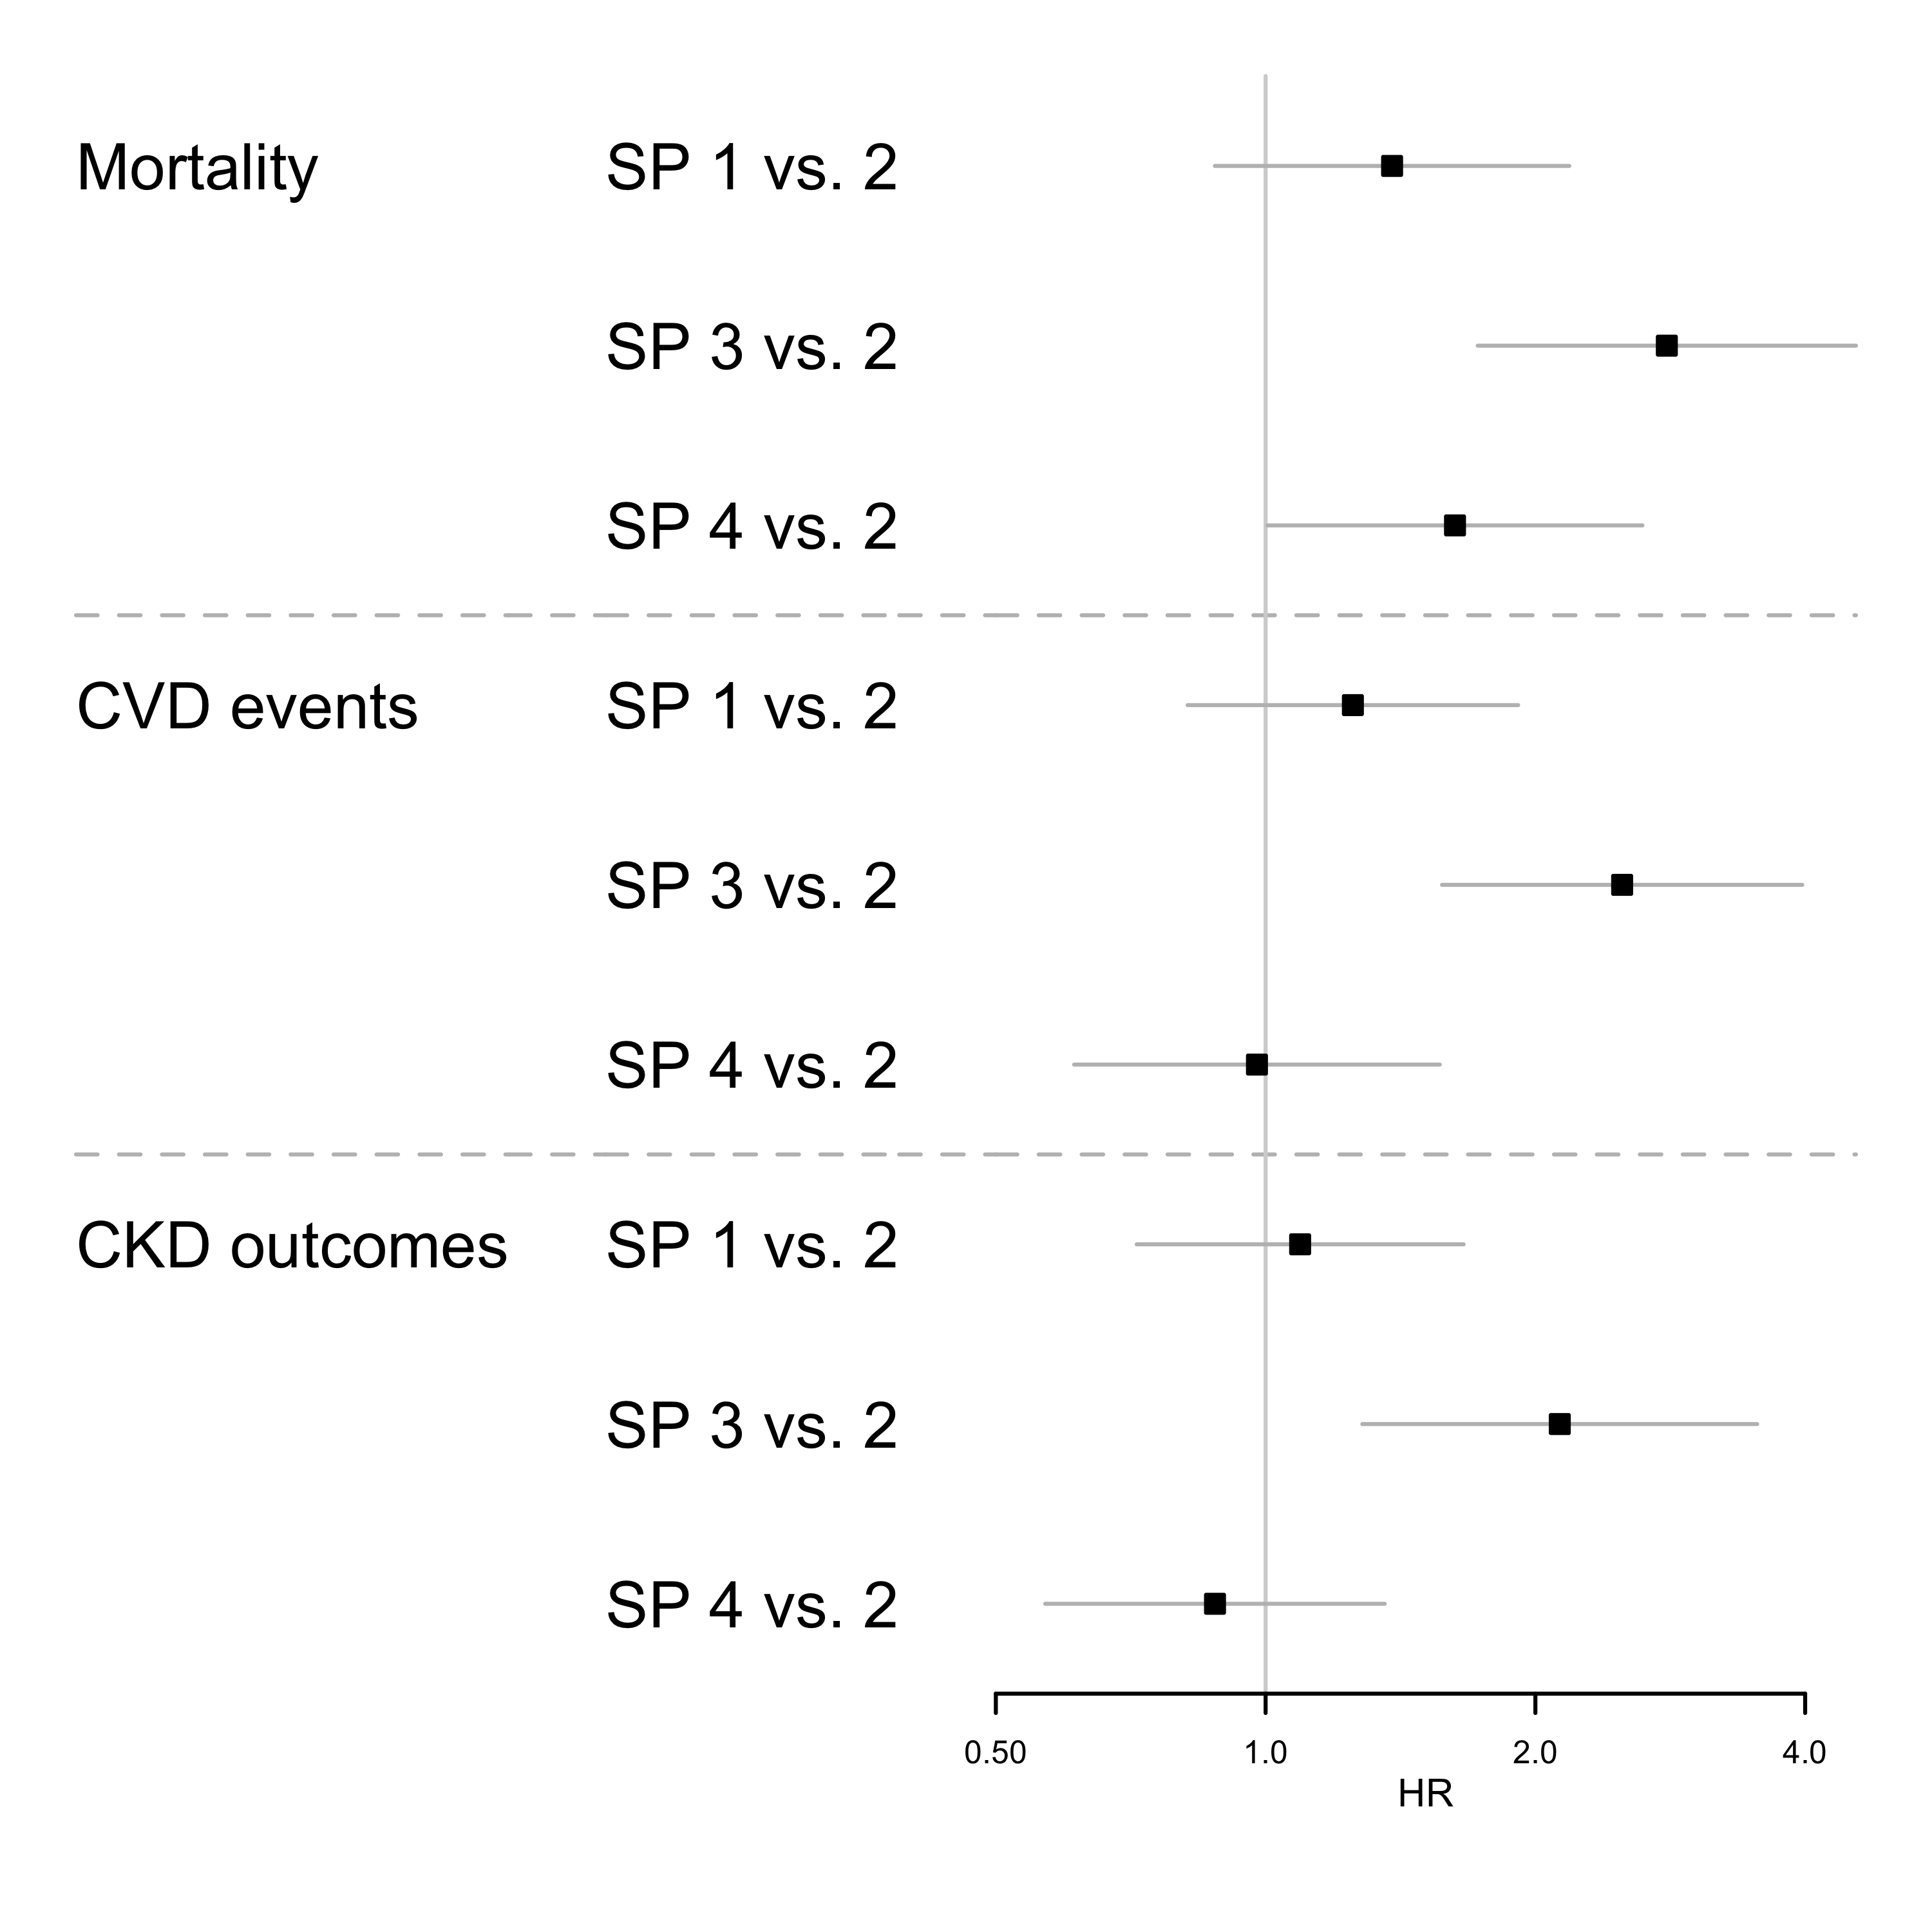 Mortality SP 1 vs. 2
SP 3 vs. 2
SP 4 vs. 2
CVD events SP 1 vs. 2
SP 3 vs. 2
SP 4 vs. 2
CKD outcomes SP 1 vs. 2
SP 3 vs. 2
SP 4 vs. 2
0.50 1.0 2.0 4.0
HR